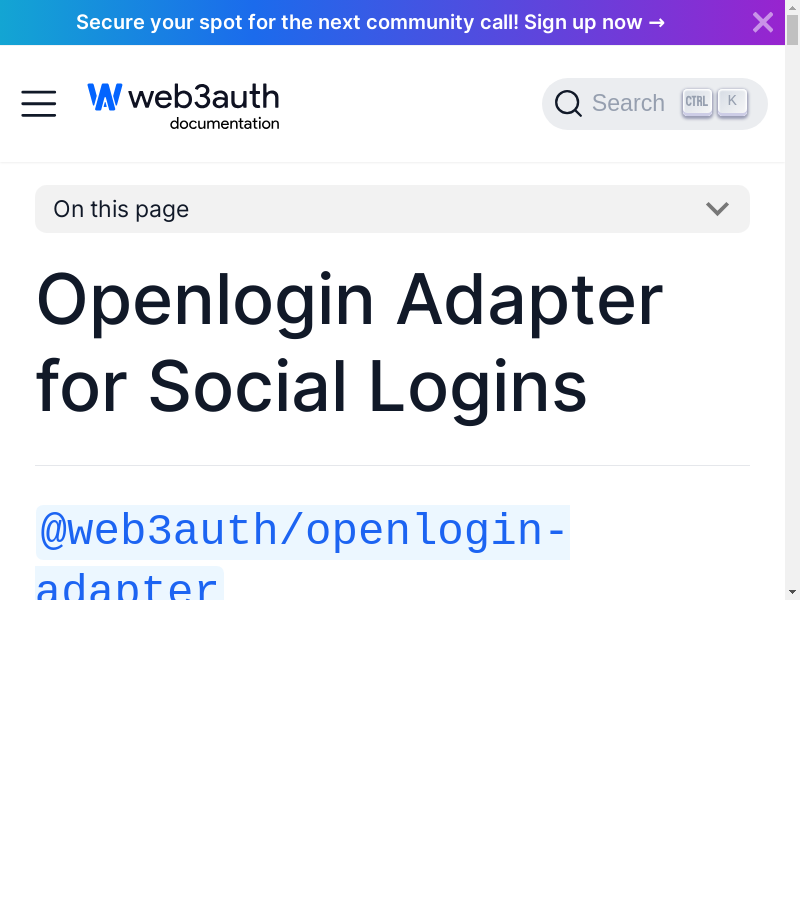 Secure your spot for the next community call! Sign up now →
web3auth
documentation
Search CTRL K
On this page
Openlogin Adapter
for Social Logins
@web3auth/openlogin-
adapter